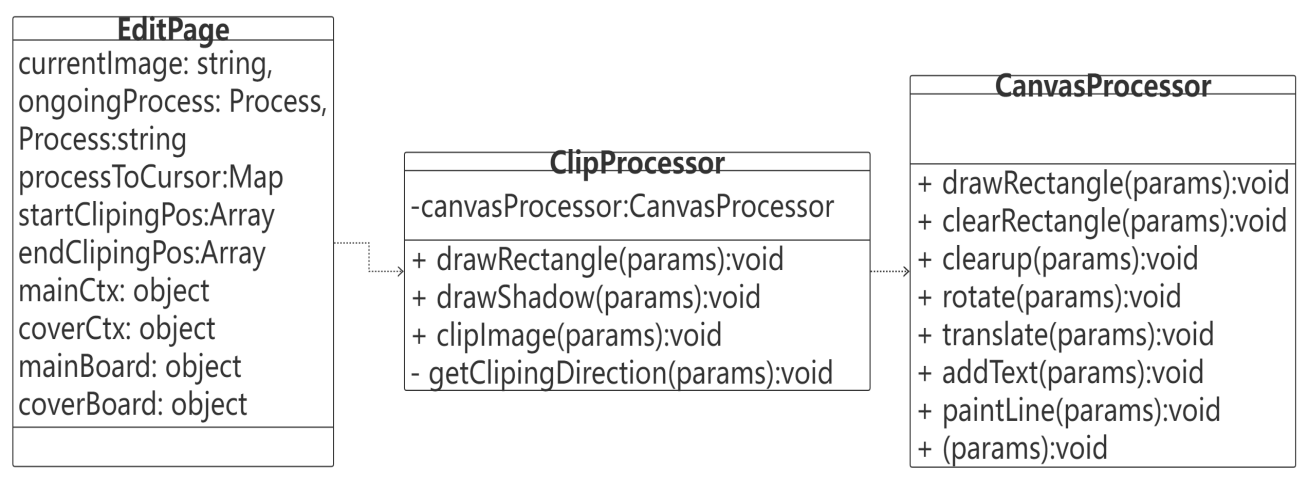 EditPage
currentImage: string,
ongoingProcess: Process,
Process:string
processToCursor:Map
startClipingPos:Array
endClipingPos:Array
mainCtx: object
coverCtx: object
mainBoard: object
coverBoard: object
ClipProcessor
-canvasProcessor:CanvasProcessor
+ drawRectangle(params):void
+ drawShadow(params):void
+ clipImage(params):void
- getClipingDirection(params):void
CanvasProcessor
+ drawRectangle(params):void
+ clearRectangle(params):void
+ clearup(params):void
+ rotate(params):void
+ translate(params):void
+ addText(params):void
+ paintLine(params):void
+ (params):void